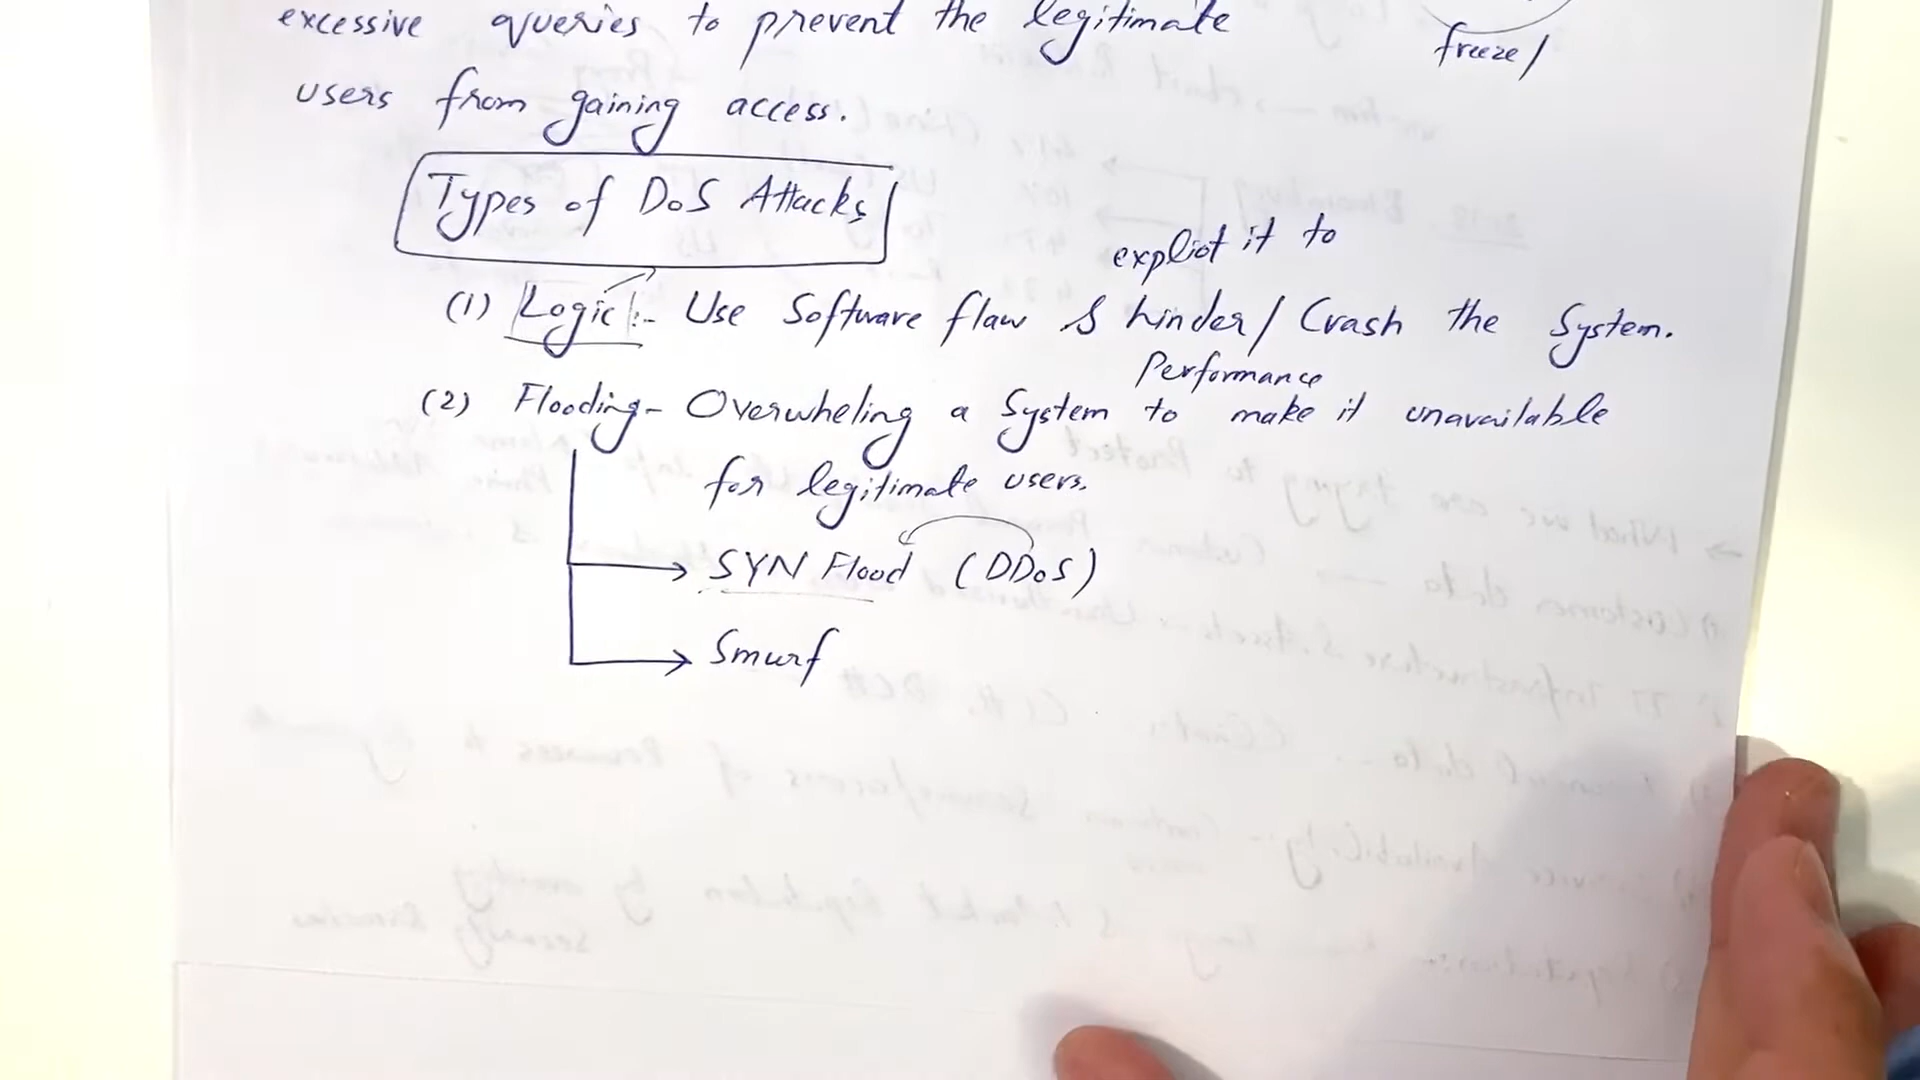 excessive queries to prevent the legitimate
freeze/
users from gaining access.
Types of DoS Attacks
expliot it to
(1) Logic :- Use Software flaw & hinder/ Crash the System.
Performance
(2) Flooding- Overwheling a System to make it unavailable
for legitimate users.
SYN Flood (DDoS)
Smurf